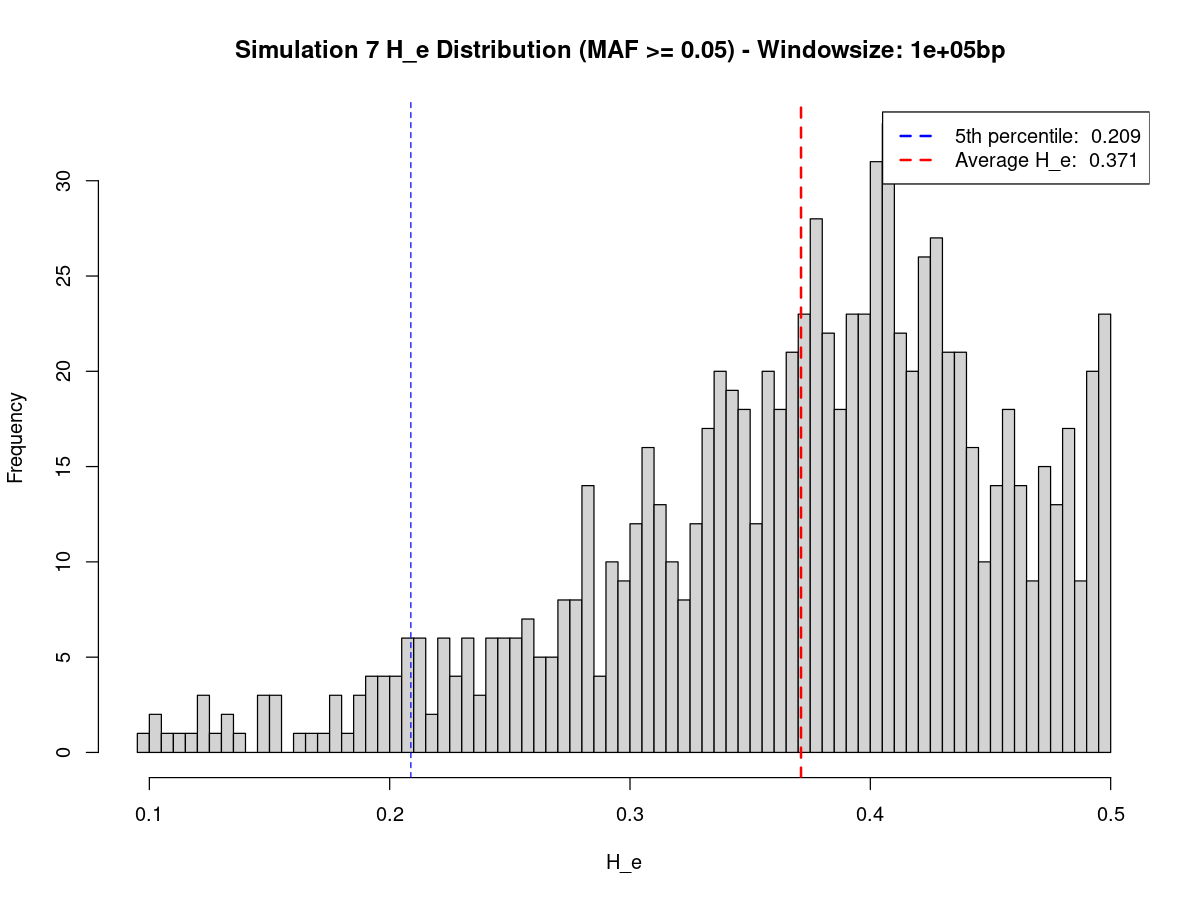 Simulation 7 H_e Distribution (MAF >= 0.05) - Windowsize: 1e+05bp
5th percentile: 0.209
Average H_e: 0.371
Frequency
30
25
20
15
10
5
0
0.1 0.2 0.3 0.4 0.5
H_e